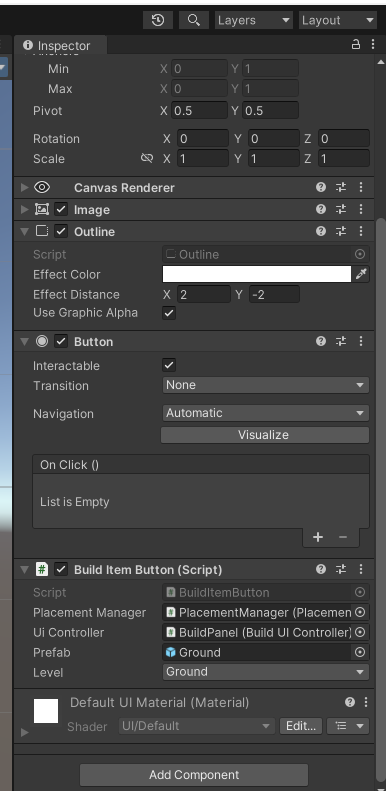 Layers Layout
Inspector
Min X 0 Y 1
Max X 0 Y 1
Pivot X 0.5 Y 0.5
Rotation X 0 Y 0 Z 0
Scale X 1 Y 1 Z 1
Canvas Renderer
Image
Outline
Script Outline
Effect Color
Effect Distance X 2 Y -2
Use Graphic Alpha
Button
Interactable
Transition None
Navigation Automatic
Visualize
On Click ()
List is Empty
+ −
# Build Item Button (Script)
Script # BuildItemButton
Placement Manager # PlacementManager (Placemen
Ui Controller # BuildPanel (Build UI Controller)
Prefab Ground
Level Ground
Default UI Material (Material)
Shader UI/Default Edit...
Add Component